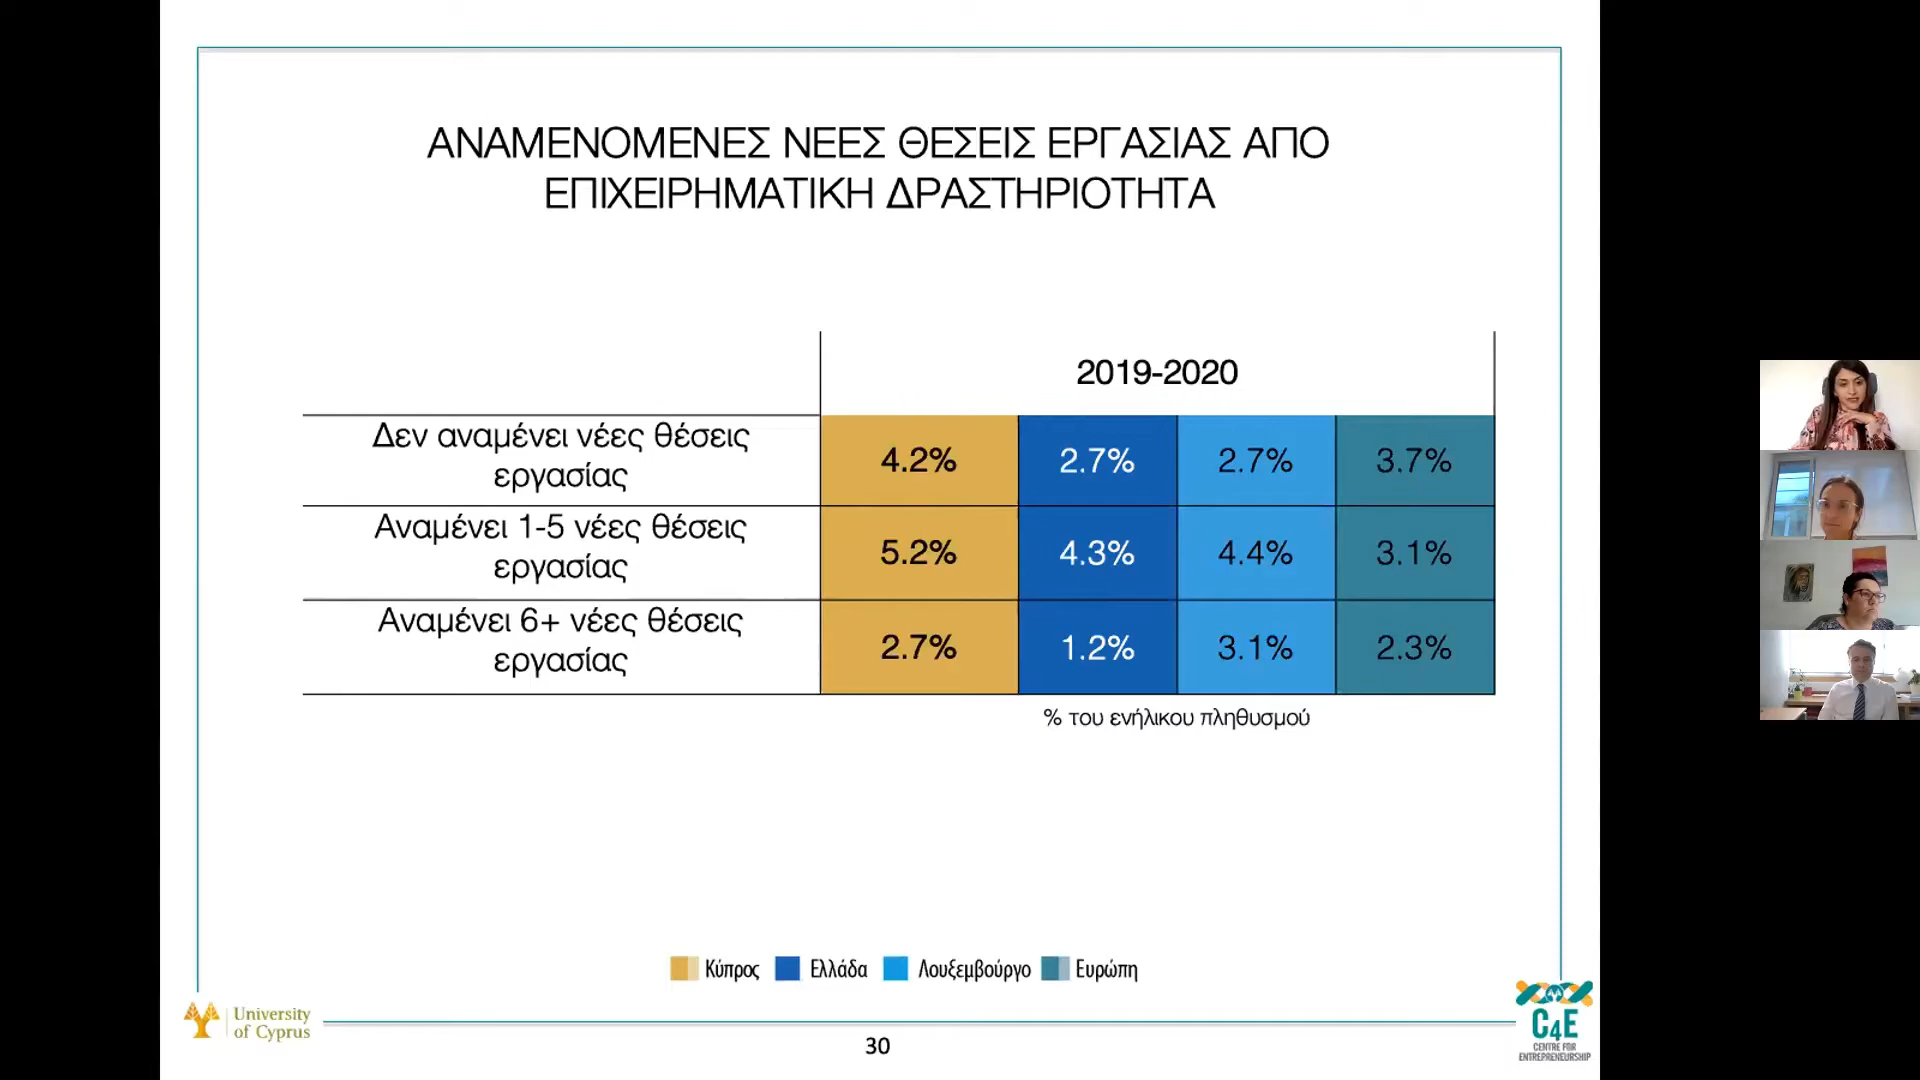 ΑΝΑΜΕΝΟΜΕΝΕΣ ΝΕΕΣ ΘΕΣΕΙΣ ΕΡΓΑΣΙΑΣ ΑΠΟ
ΕΠΙΧΕΙΡΗΜΑΤΙΚΗ ΔΡΑΣΤΗΡΙΟΤΗΤΑ
2019-2020
Δεν αναμένει νέες θέσεις
εργασίας
4.2% 2.7% 2.7% 3.7%
Αναμένει 1-5 νέες θέσεις
εργασίας
5.2% 4.3% 4.4% 3.1%
Αναμένει 6+ νέες θέσεις
εργασίας
2.7% 1.2% 3.1% 2.3%
% του ενήλικου πληθυσμού
Κύπρος Ελλάδα Λουξεμβούργο Ευρώπη
University
of Cyprus
30
C4E
CENTRE FOR
ENTREPRENEURSHIP